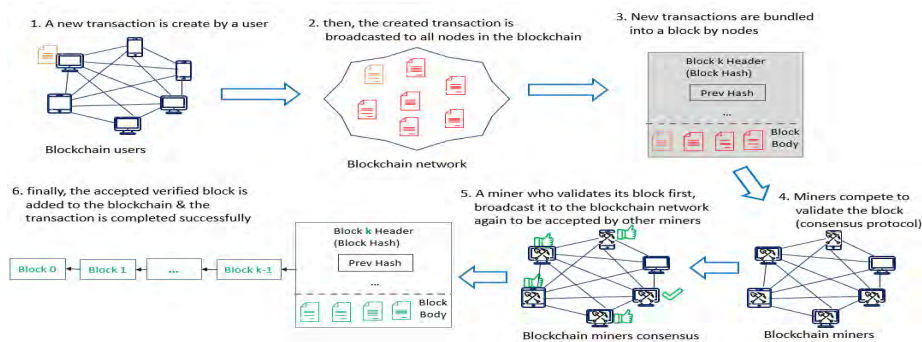 1. A new transaction is create by a user
Blockchain users
2. then, the created transaction is
broadcasted to all nodes in the blockchain
Blockchain network
3. New transactions are bundled
into a block by nodes
Block k Header
(Block Hash)
Prev Hash
...
Block
Body
4. Miners compete to
validate the block
(consensus protocol)
Blockchain miners
5. A miner who validates its block first,
broadcast it to the blockchain network
again to be accepted by other miners
Blockchain miners consensus
6. finally, the accepted verified block is
added to the blockchain & the
transaction is completed successfully
Block 0
Block 1
...
Block k-1
Block k Header
(Block Hash)
Prev Hash
...
Block
Body